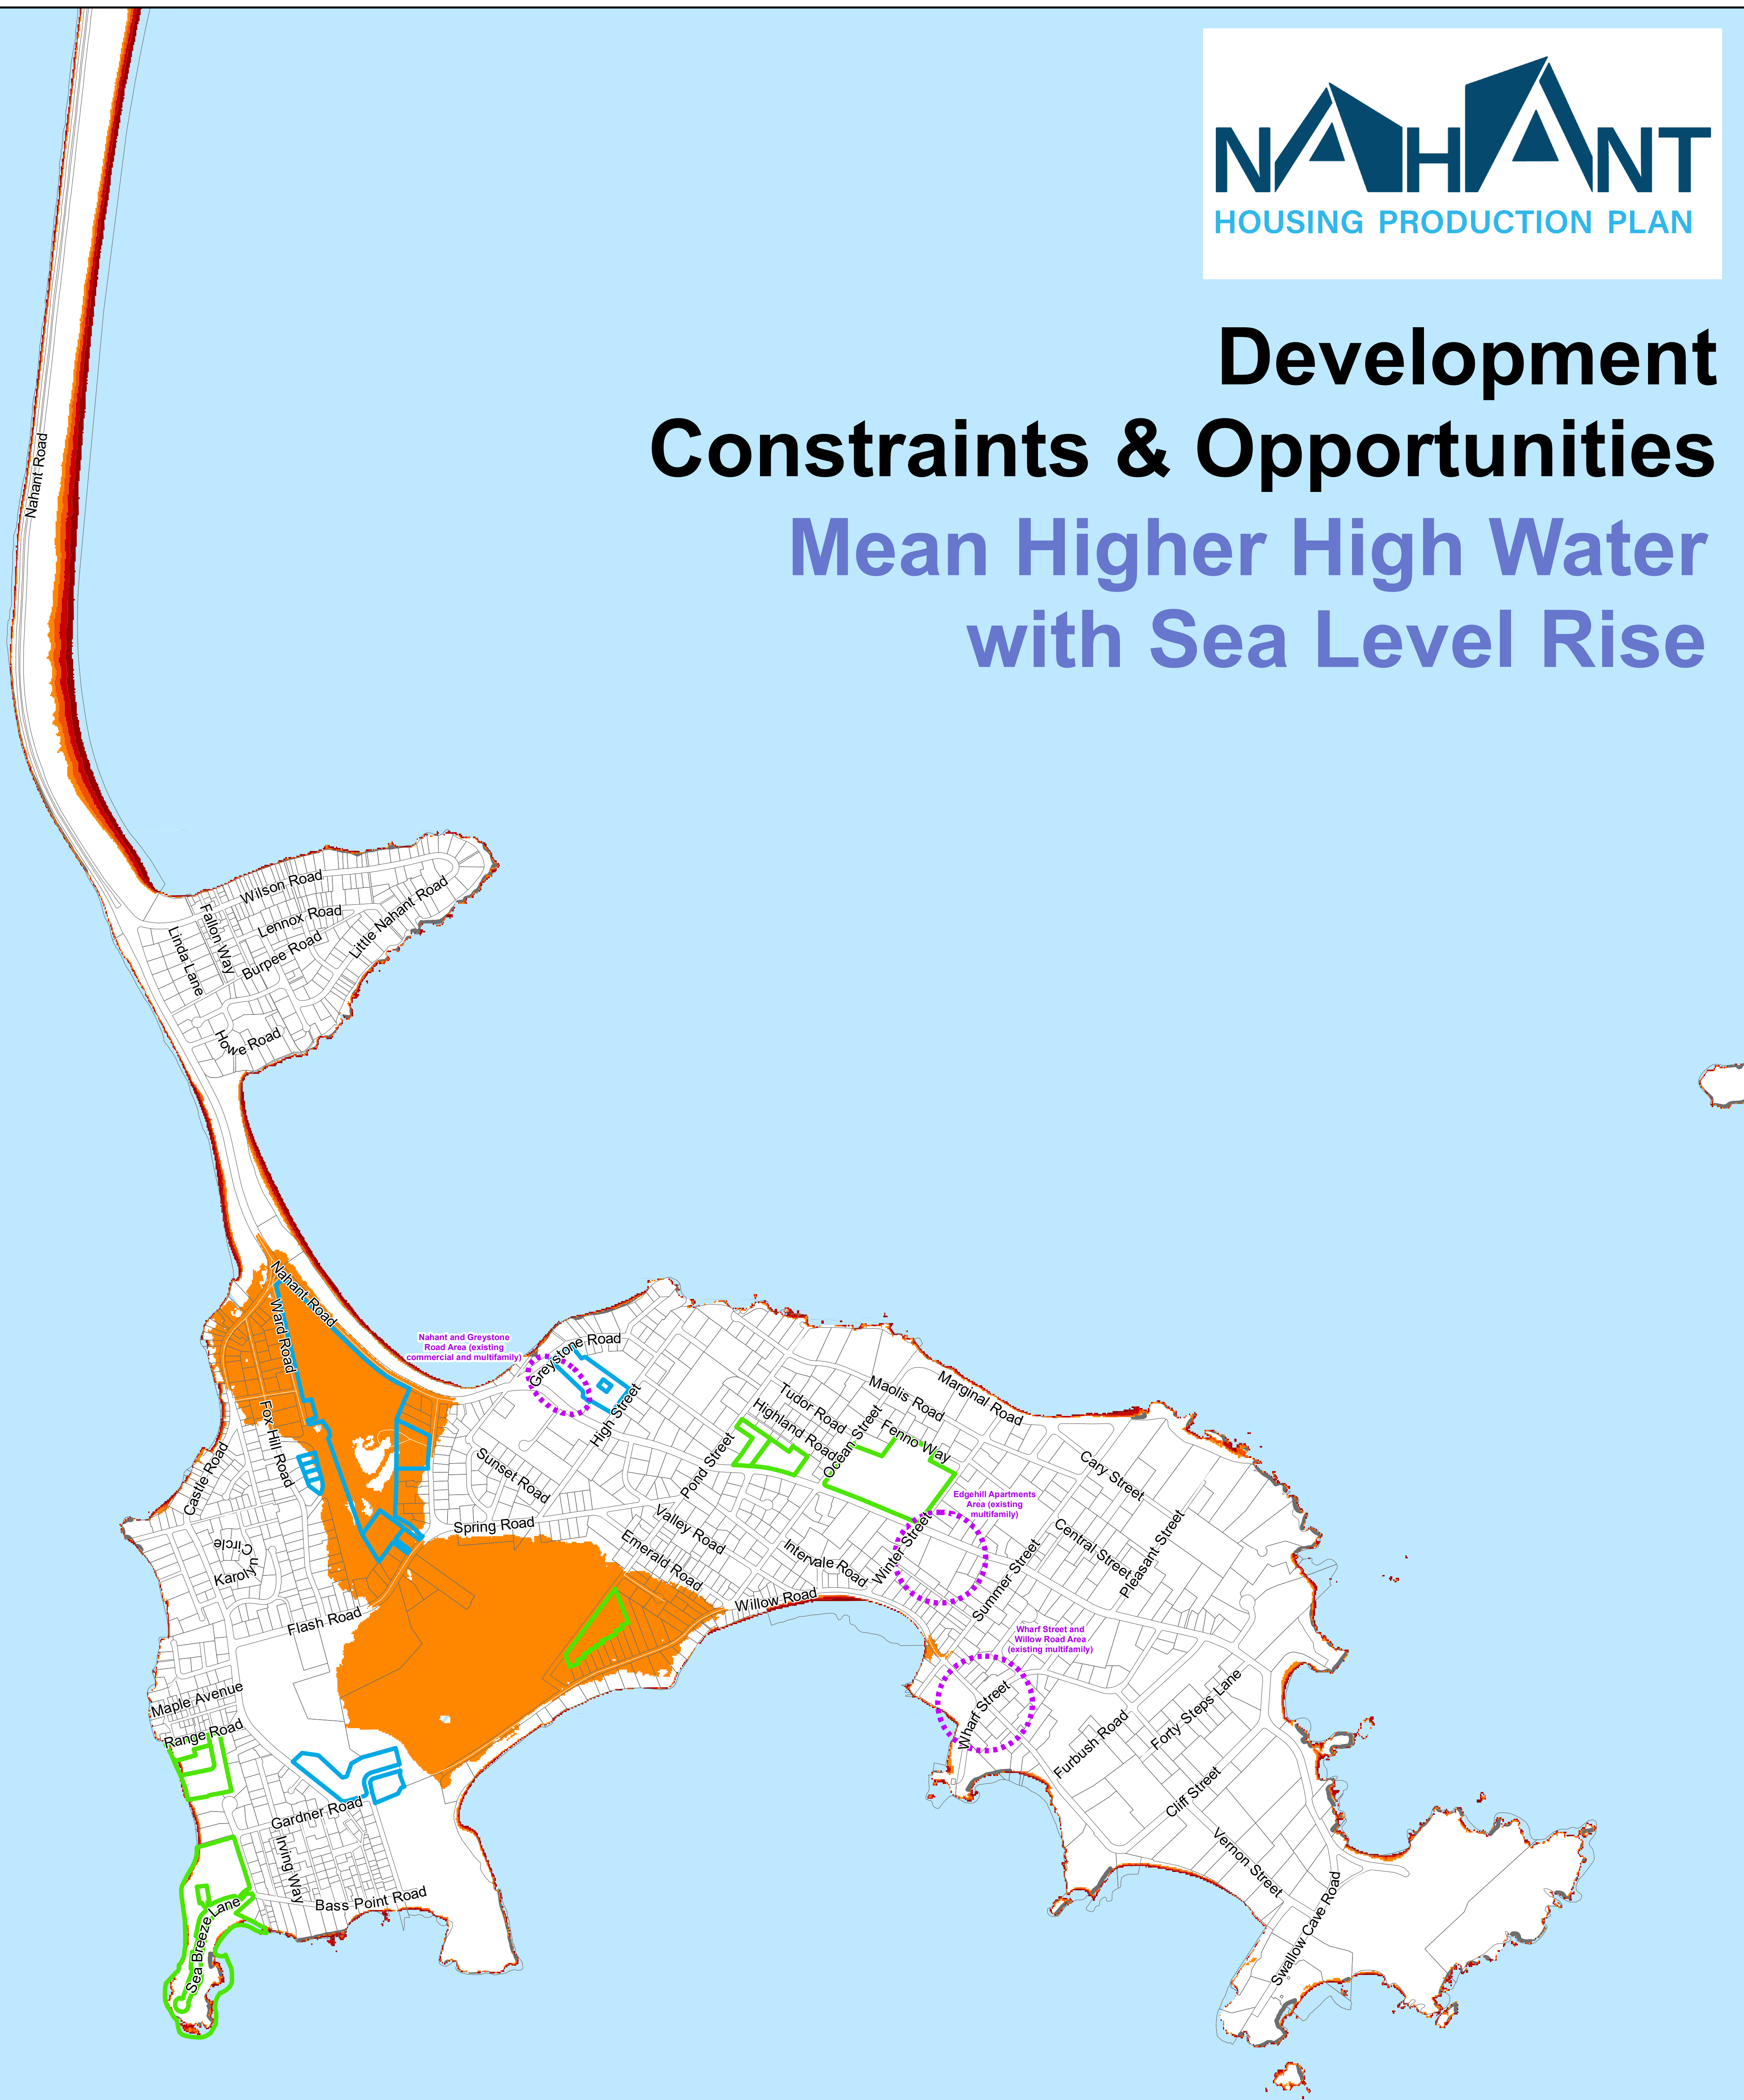 NAHANT
HOUSING PRODUCTION PLAN
Development
Constraints & Opportunities
Mean Higher High Water
with Sea Level Rise
Nahant Road
Wilson Road
Fallon Way
Lennox Road
Little Nahant Road
Linda Lane
Burpee Road
Howe Road
Nahant Road
Ward Road
Nahant and Greystone
Road Area (existing
commercial and multifamily)
Greystone Road
High Street
Fox Hill Road
Castle Road
Sunset Road
Pond Street
Tudor Road
Highland Road
Ocean Street
Maolis Road
Fenno Way
Marginal Road
Cary Street
Edgehill Apartments
Area (existing
multifamily)
Spring Road
Valley Road
Emerald Road
Intervale Road
Winter Street
Central Street
Pleasant Street
Summer Street
Karolyn Circle
Flash Road
Willow Road
Wharf Street and
Willow Road Area
(existing multifamily)
Maple Avenue
Range Road
Wharf Street
Furbush Road
Forty Steps Lane
Cliff Street
Gardner Road
Irving Way
Vernon Street
Bass Point Road
Sea Breeze Lane
Swallow Cave Road